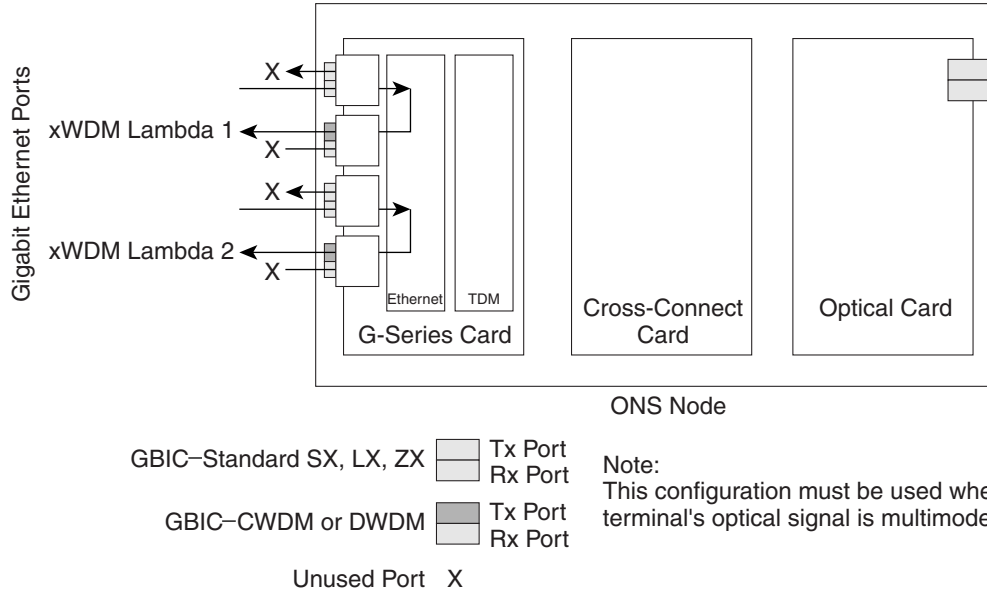 Gigabit Ethernet Ports
X
xWDM Lambda 1
X
X
xWDM Lambda 2
X
Ethernet
TDM
G-Series Card
Cross-Connect
Card
Optical Card
ONS Node
GBIC–Standard SX, LX, ZX
Tx Port
Rx Port
GBIC–CWDM or DWDM
Tx Port
Rx Port
Unused Port X
Note:
This configuration must be used whe
terminal's optical signal is multimode